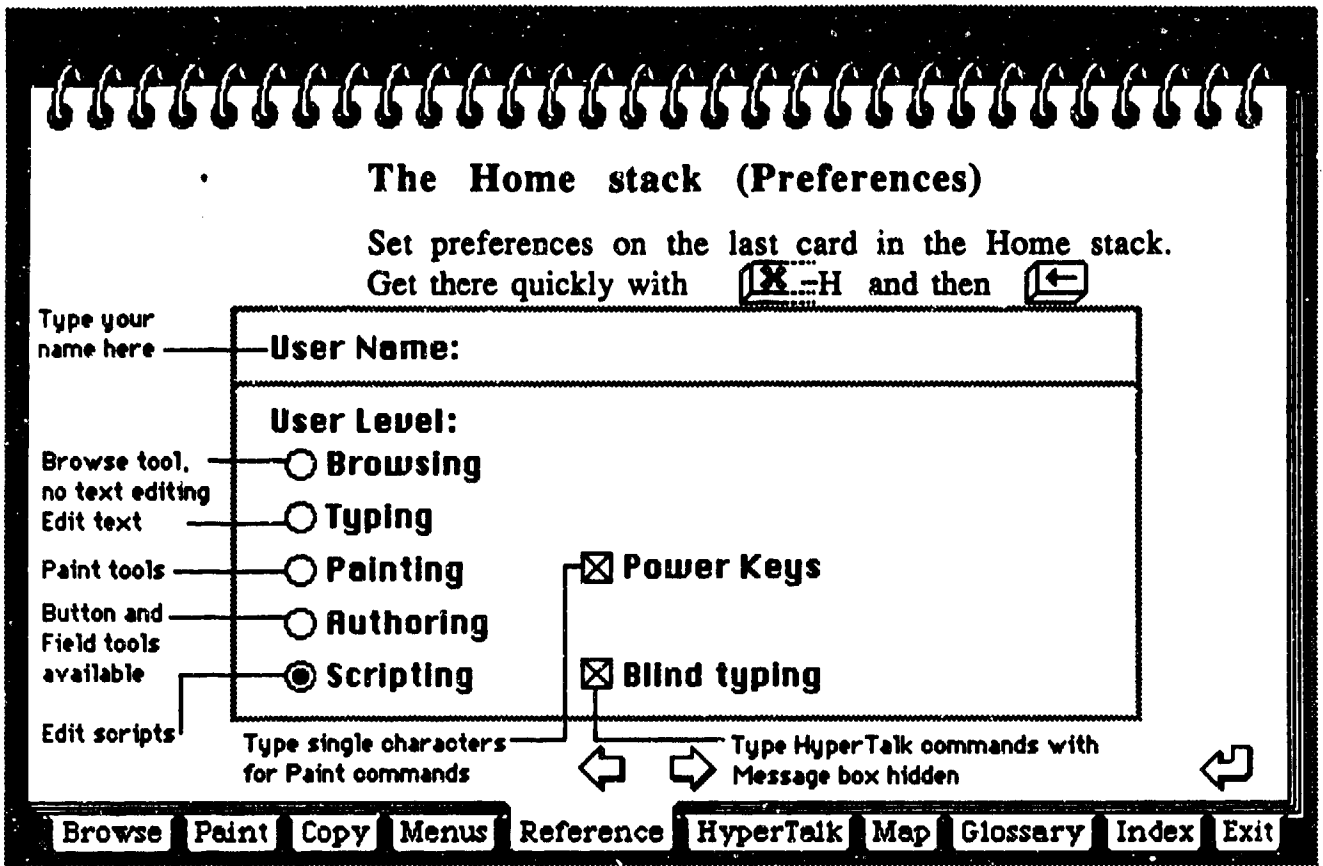 The Home stack (Preferences)
Set preferences on the last card in the Home stack.
Get there quickly with ⌘-H and then ←
Type your
name here
User Name:
User Level:
Browse tool,
no text editing
Browsing
Edit text
Typing
Paint tools
Painting
Power Keys
Button and
Field tools
available
Authoring
Scripting
Blind typing
Edit scripts
Type single characters
for Paint commands
Type HyperTalk commands with
Message box hidden
Browse Paint Copy Menus Reference HyperTalk Map Glossary Index Exit